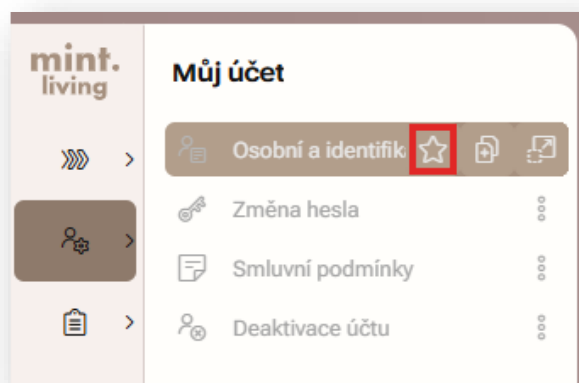 mint.
living
Můj účet
Osobní a identifik
Změna hesla
Smluvní podmínky
Deaktivace účtu